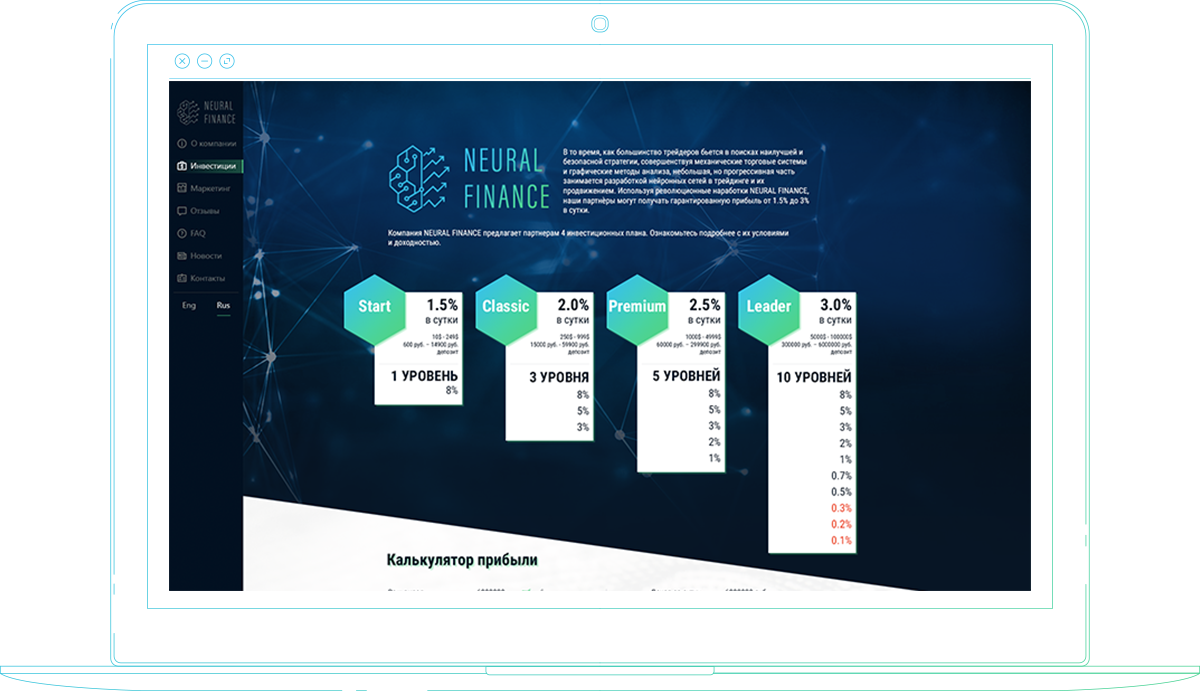 NEURAL
FINANCE
О компании
Инвестиции
Маркетинг
Отзывы
FAQ
Новости
Контакты
Eng Rus
NEURAL
FINANCE
В то время, как большинство трейдеров бьется в поисках наилучшей и
безопасной стратегии, совершенствуя механические торговые системы
и графические методы анализа, небольшая, но прогрессивная часть
занимается разработкой нейронных сетей в трейдинге и их
продвижением. Используя революционные наработки NEURAL FINANCE,
наши партнёры могут получать гарантированную прибыль от 1.5% до 3%
в сутки.
Компания NEURAL FINANCE предлагает партнерам 4 инвестиционных плана. Ознакомьтесь подробнее с их условиями
и доходностью.
Start
1.5%
в сутки
10$ - 249$
600 руб. - 14900 руб.
депозит
1 УРОВЕНЬ
8%
Classic
2.0%
в сутки
250$ - 999$
15000 руб. - 59900 руб.
депозит
3 УРОВНЯ
8%
5%
3%
Premium
2.5%
в сутки
1000$ - 4999$
60000 руб. - 299900 руб.
депозит
5 УРОВНЕЙ
8%
5%
3%
2%
1%
Leader
3.0%
в сутки
5000$ - 100000$
300000 руб. - 6000000 руб.
депозит
10 УРОВНЕЙ
8%
5%
3%
2%
1%
0.7%
0.5%
0.3%
0.2%
0.1%
Калькулятор прибыли